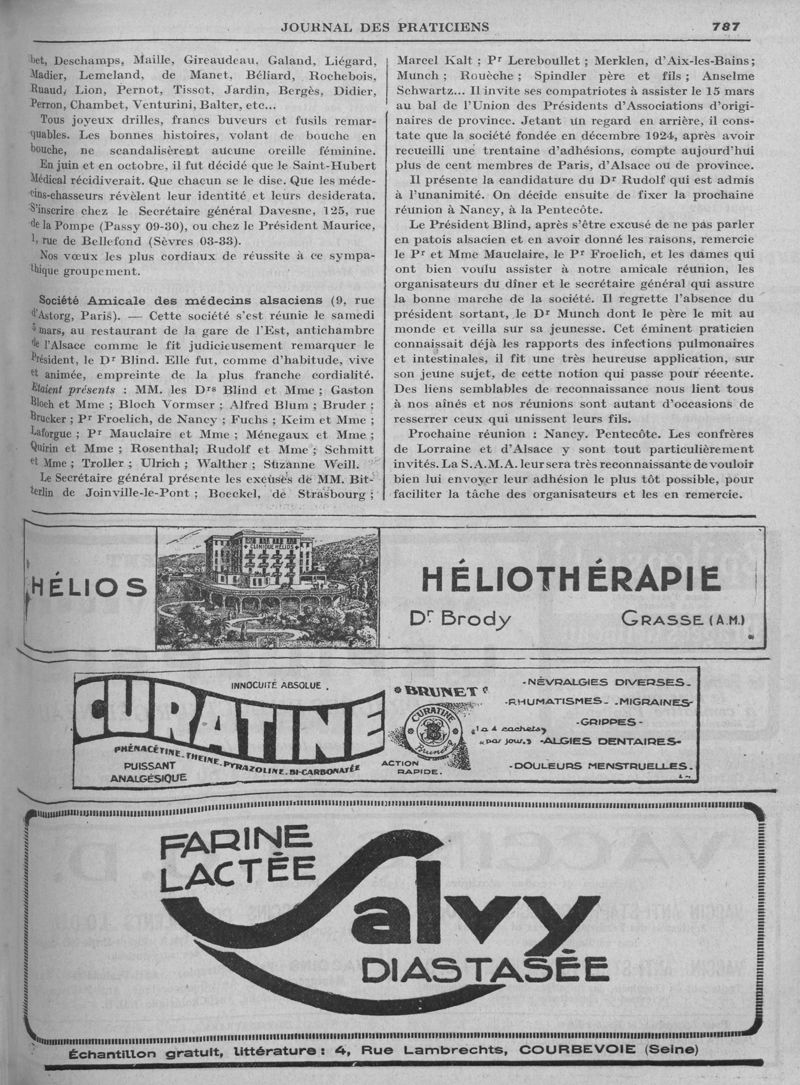 JOURNAL DES PRATICIENS 787
bet, Deschamps, Maille, Gireaudeau, Galand, Liégard,
Madier, Lemeland, de Manet, Béliard, Rochebois,
Ruaud, Lion, Pernot, Tissot, Jardin, Bergès, Didier,
Perron, Chambet, Venturini, Balter, etc...
Tous joyeux drilles, francs buveurs et fusils remar-
quables. Les bonnes histoires, volant de bouche en
bouche, ne scandalisèrent aucune oreille féminine.
En juin et en octobre, il fut décidé que le Saint-Hubert
Médical récidiverait. Que chacun se le dise. Que les méde-
cins-chasseurs révèlent leur identité et leurs desiderata.
S'inscrire chez le Secrétaire général Davesne, 125, rue
de la Pompe (Passy 09-30), ou chez le Président Maurice,
1, rue de Bellefond (Sèvres 03-33).
Nos vœux les plus cordiaux de réussite à ce sympa-
thique groupement.
Société Amicale des médecins alsaciens (9, rue
d'Astorg, Paris). — Cette société s'est réunie le samedi
5 mars, au restaurant de la gare de l'Est, antichambre
de l'Alsace comme le fit judicieusement remarquer le
Président, le Dr Blind. Elle fut, comme d'habitude, vive
et animée, empreinte de la plus franche cordialité.
Etaient présents : MM. les Drs Blind et Mme ; Gaston
Bloch et Mme ; Bloch Vormser ; Alfred Blum ; Bruder ;
Brucker ; Pr Froelich, de Nancy ; Fuchs ; Keim et Mme ;
Laforgue ; Pr Mauclaire et Mme ; Ménegaux et Mme ;
Quirin et Mme ; Rosenthal; Rudolf et Mme ; Schmitt
et Mme ; Troller ; Ulrich ; Walther ; Suzanne Weill.
Le Secrétaire général présente les excuses de MM. Bit-
terlin de Joinville-le-Pont ; Boeckel, de Strasbourg ;
Marcel Kalt ; Pr Lereboullet ; Merklen, d'Aix-les-Bains;
Munch ; Rouèche ; Spindler père et fils ; Anselme
Schwartz... Il invite ses compatriotes à assister le 15 mars
au bal de l'Union des Présidents d'Associations d'origi-
naires de province. Jetant un regard en arrière, il cons-
tate que la société fondée en décembre 1924, après avoir
recueilli une trentaine d'adhésions, compte aujourd'hui
plus de cent membres de Paris, d'Alsace ou de province.
Il présente la candidature du Dr Rudolf qui est admis
à l'unanimité. On décide ensuite de fixer la prochaine
réunion à Nancy, à la Pentecôte.
Le Président Blind, après s'être excusé de ne pas parler
en patois alsacien et en avoir donné les raisons, remercie
le Pr et Mme Mauclaire, le Pr Froelich, et les dames qui
ont bien voulu assister à notre amicale réunion, les
organisateurs du dîner et le secrétaire général qui assure
la bonne marche de la société. Il regrette l'absence du
président sortant, le Dr Munch dont le père le mit au
monde et veilla sur sa jeunesse. Cet éminent praticien
connaissait déjà les rapports des infections pulmonaires
et intestinales, il fit une très heureuse application, sur
son jeune sujet, de cette notion qui passe pour récente.
Des liens semblables de reconnaissance nous lient tous
à nos aînés et nos réunions sont autant d'occasions de
resserrer ceux qui unissent leurs fils.
Prochaine réunion : Nancy. Pentecôte. Les confrères
de Lorraine et d'Alsace y sont tout particulièrement
invités. La S.A.M.A. leur sera très reconnaissante de vouloir
bien lui envoyer leur adhésion le plus tôt possible, pour
faciliter la tâche des organisateurs et les en remercie.
HÉLIOS
CLINIQUE HÉLIOS
HÉLIOTHÉRAPIE
Dr Brody GRASSE (A.M.)
INNOCUITÉ ABSOLUE.
CURATINE
PHÉNACÉTINE-THEINE-PYRAZOLINE-BI-CARBONATÉE
PUISSANT
ANALGÉSIQUE
"BRUNET"
CURATINE
B
Brunet
ACTION
RAPIDE.
"1 à 4 cachets,
"par jour."
-NÉVRALGIES DIVERSES-
-RHUMATISMES--MIGRAINES-
-GRIPPES-
-ALGIES DENTAIRES-
-DOULEURS MENSTRUELLES.
FARINE
LACTÉE
Salvy
DIASTASÉE
Échantillon gratuit, littérature : 4, Rue Lambrechts, COURBEVOIE (Seine)